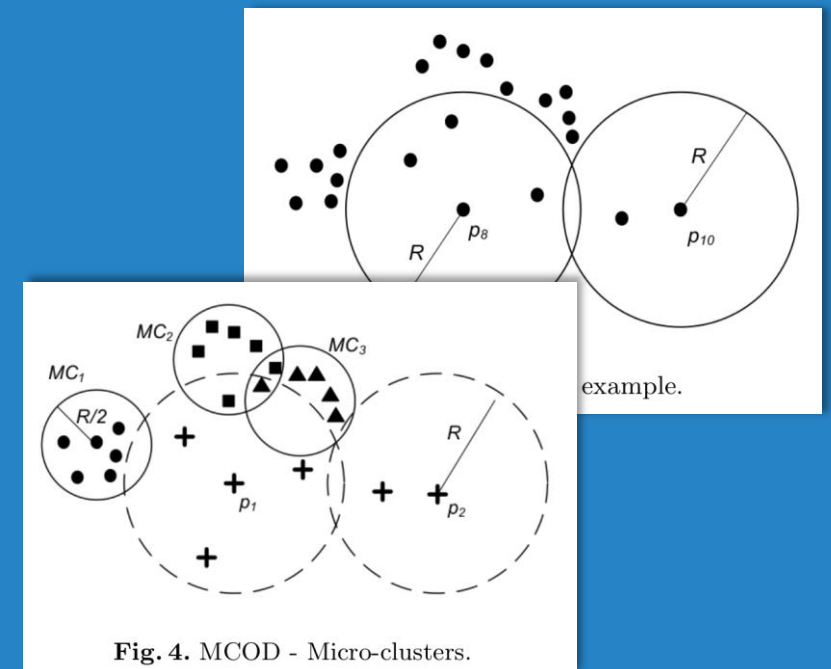 R
p8
R
p10
example.
MC2
MC3
MC1
R/2
R
p1
p2
Fig. 4. MCOD - Micro-clusters.